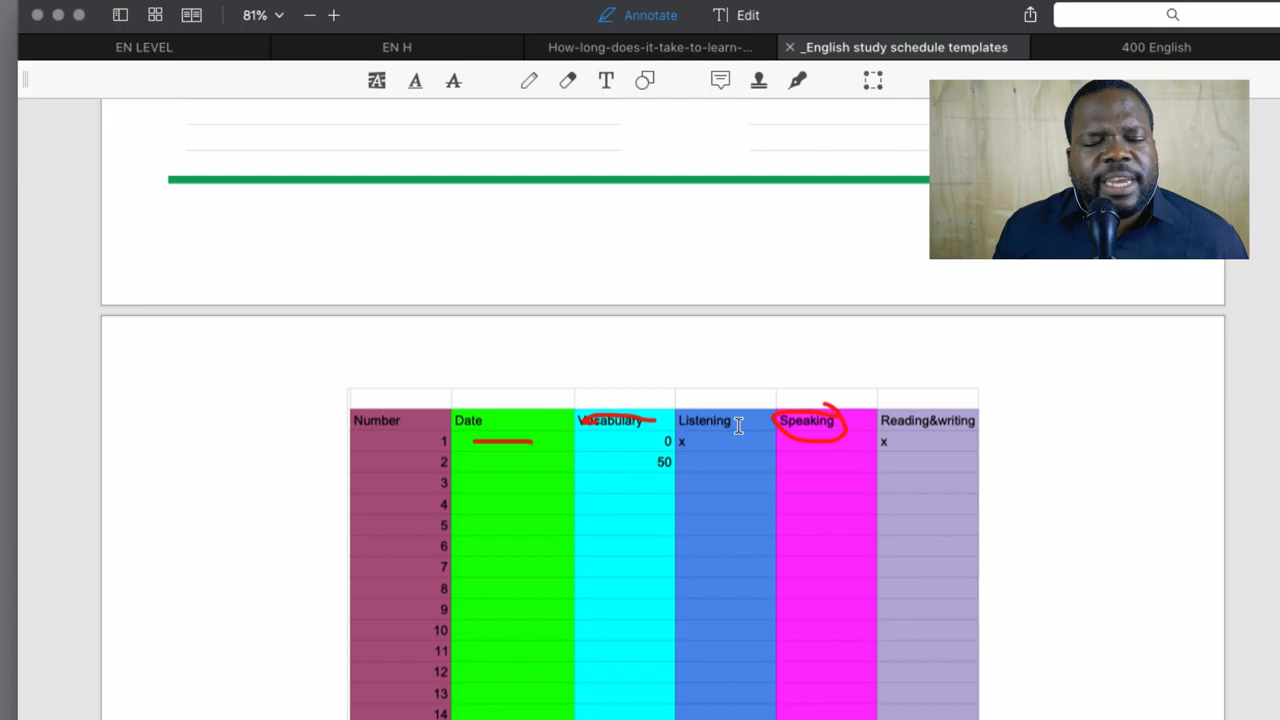 81%
Annotate
T Edit
EN LEVEL
EN H
How-long-does-it-take-to-learn-...
_English study schedule templates
400 English
A A A T
Number Date Vocabulary Listening Speaking Reading&writing
1 0 x x
2 50
3
4
5
6
7
8
9
10
11
12
13
14